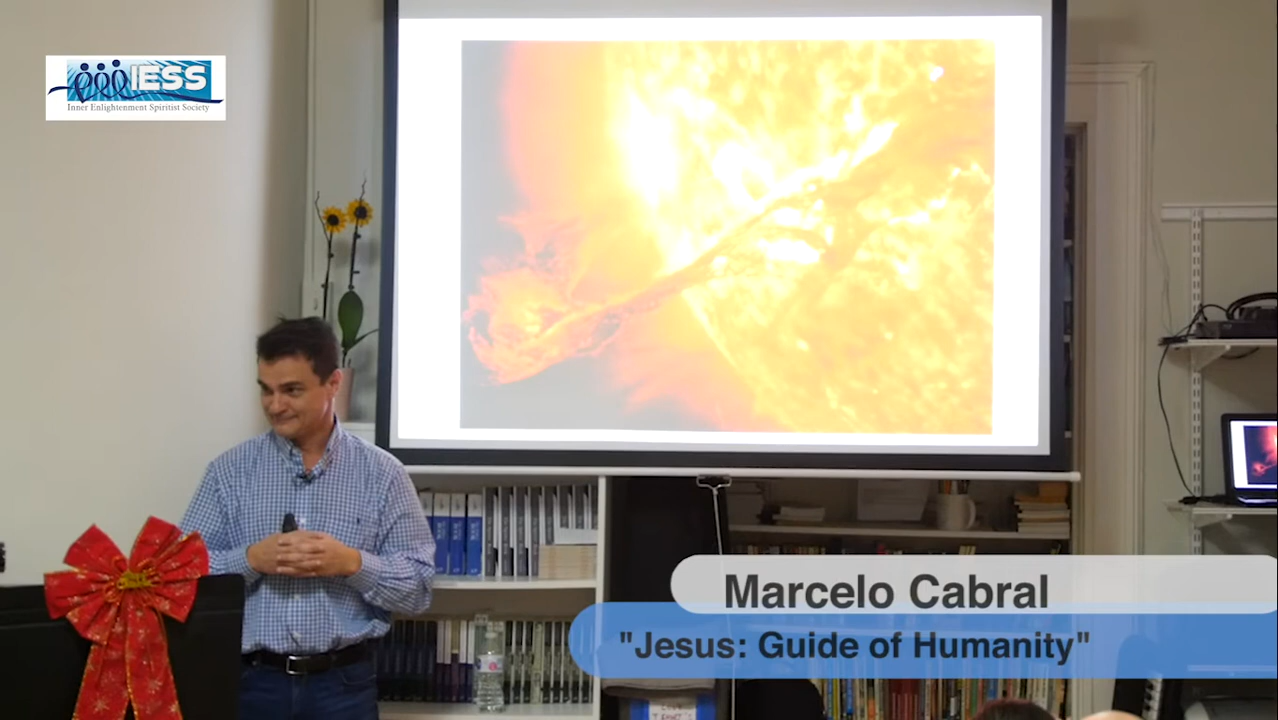 IESS
Inner Enlightenment Spiritist Society
Marcelo Cabral
"Jesus: Guide of Humanity"